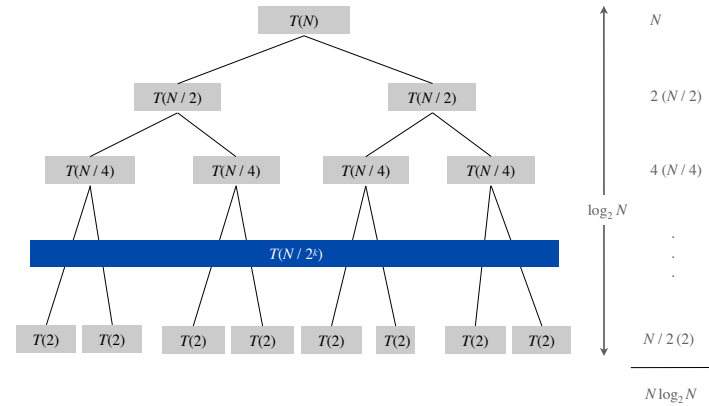 T(N) N
T(N / 2) T(N / 2) 2 (N / 2)
T(N / 4) T(N / 4) T(N / 4) T(N / 4) 4 (N / 4)
log₂ N
.
T(N / 2ᵏ) .
.
T(2) T(2) T(2) T(2) T(2) T(2) T(2) T(2) N / 2 (2)
N log₂ N